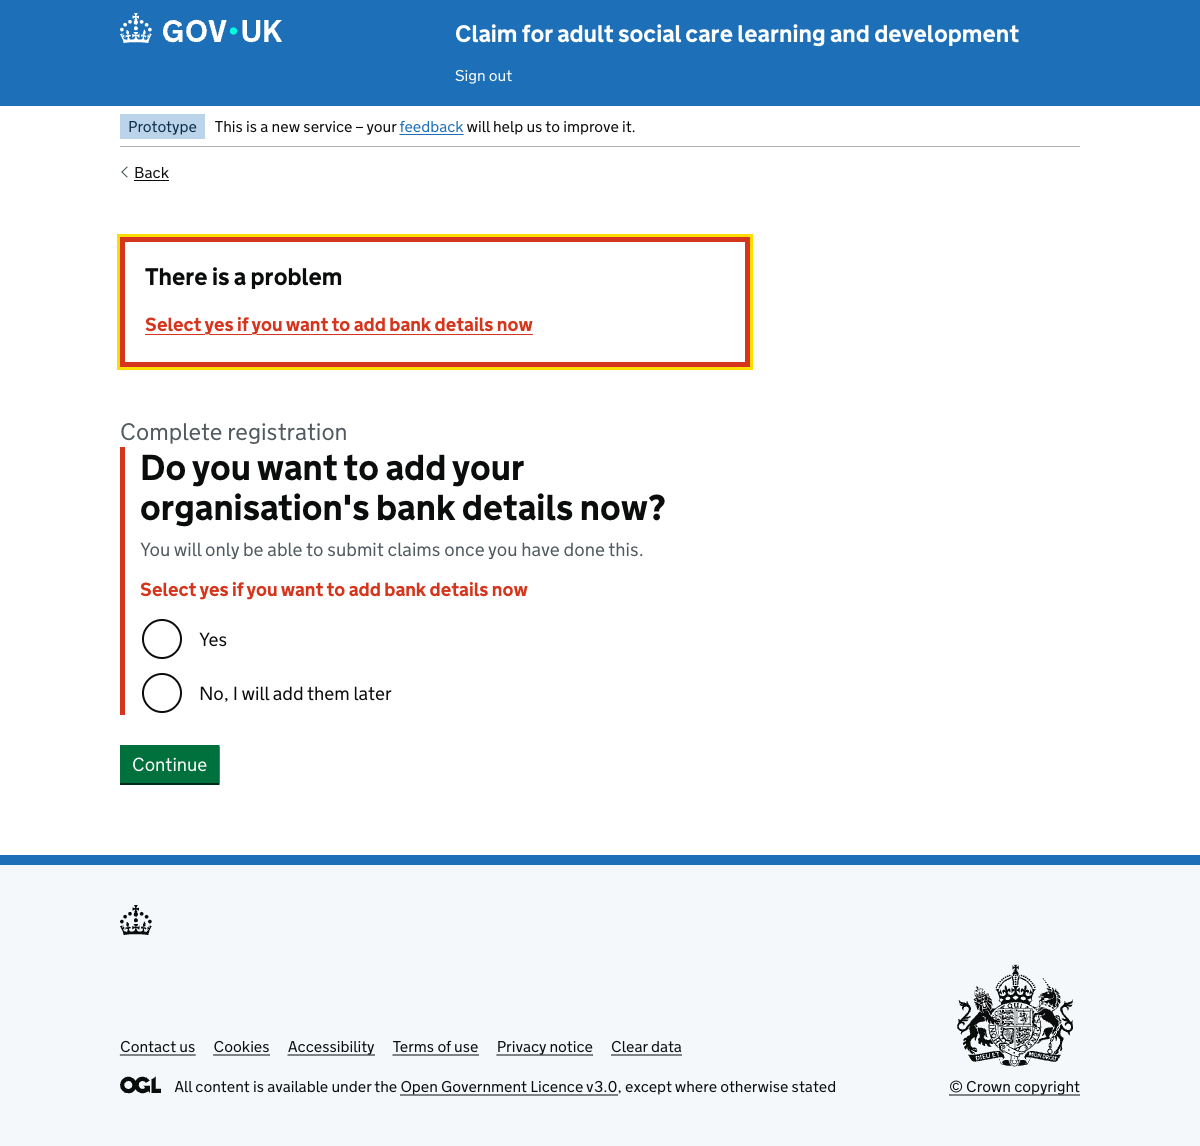 GOV·UK
Claim for adult social care learning and development
Sign out
Prototype This is a new service – your feedback will help us to improve it.
Back
There is a problem
Select yes if you want to add bank details now
Complete registration
Do you want to add your
organisation's bank details now?
You will only be able to submit claims once you have done this.
Select yes if you want to add bank details now
Yes
No, I will add them later
Continue
Contact us Cookies Accessibility Terms of use Privacy notice Clear data
OGL All content is available under the Open Government Licence v3.0, except where otherwise stated
© Crown copyright